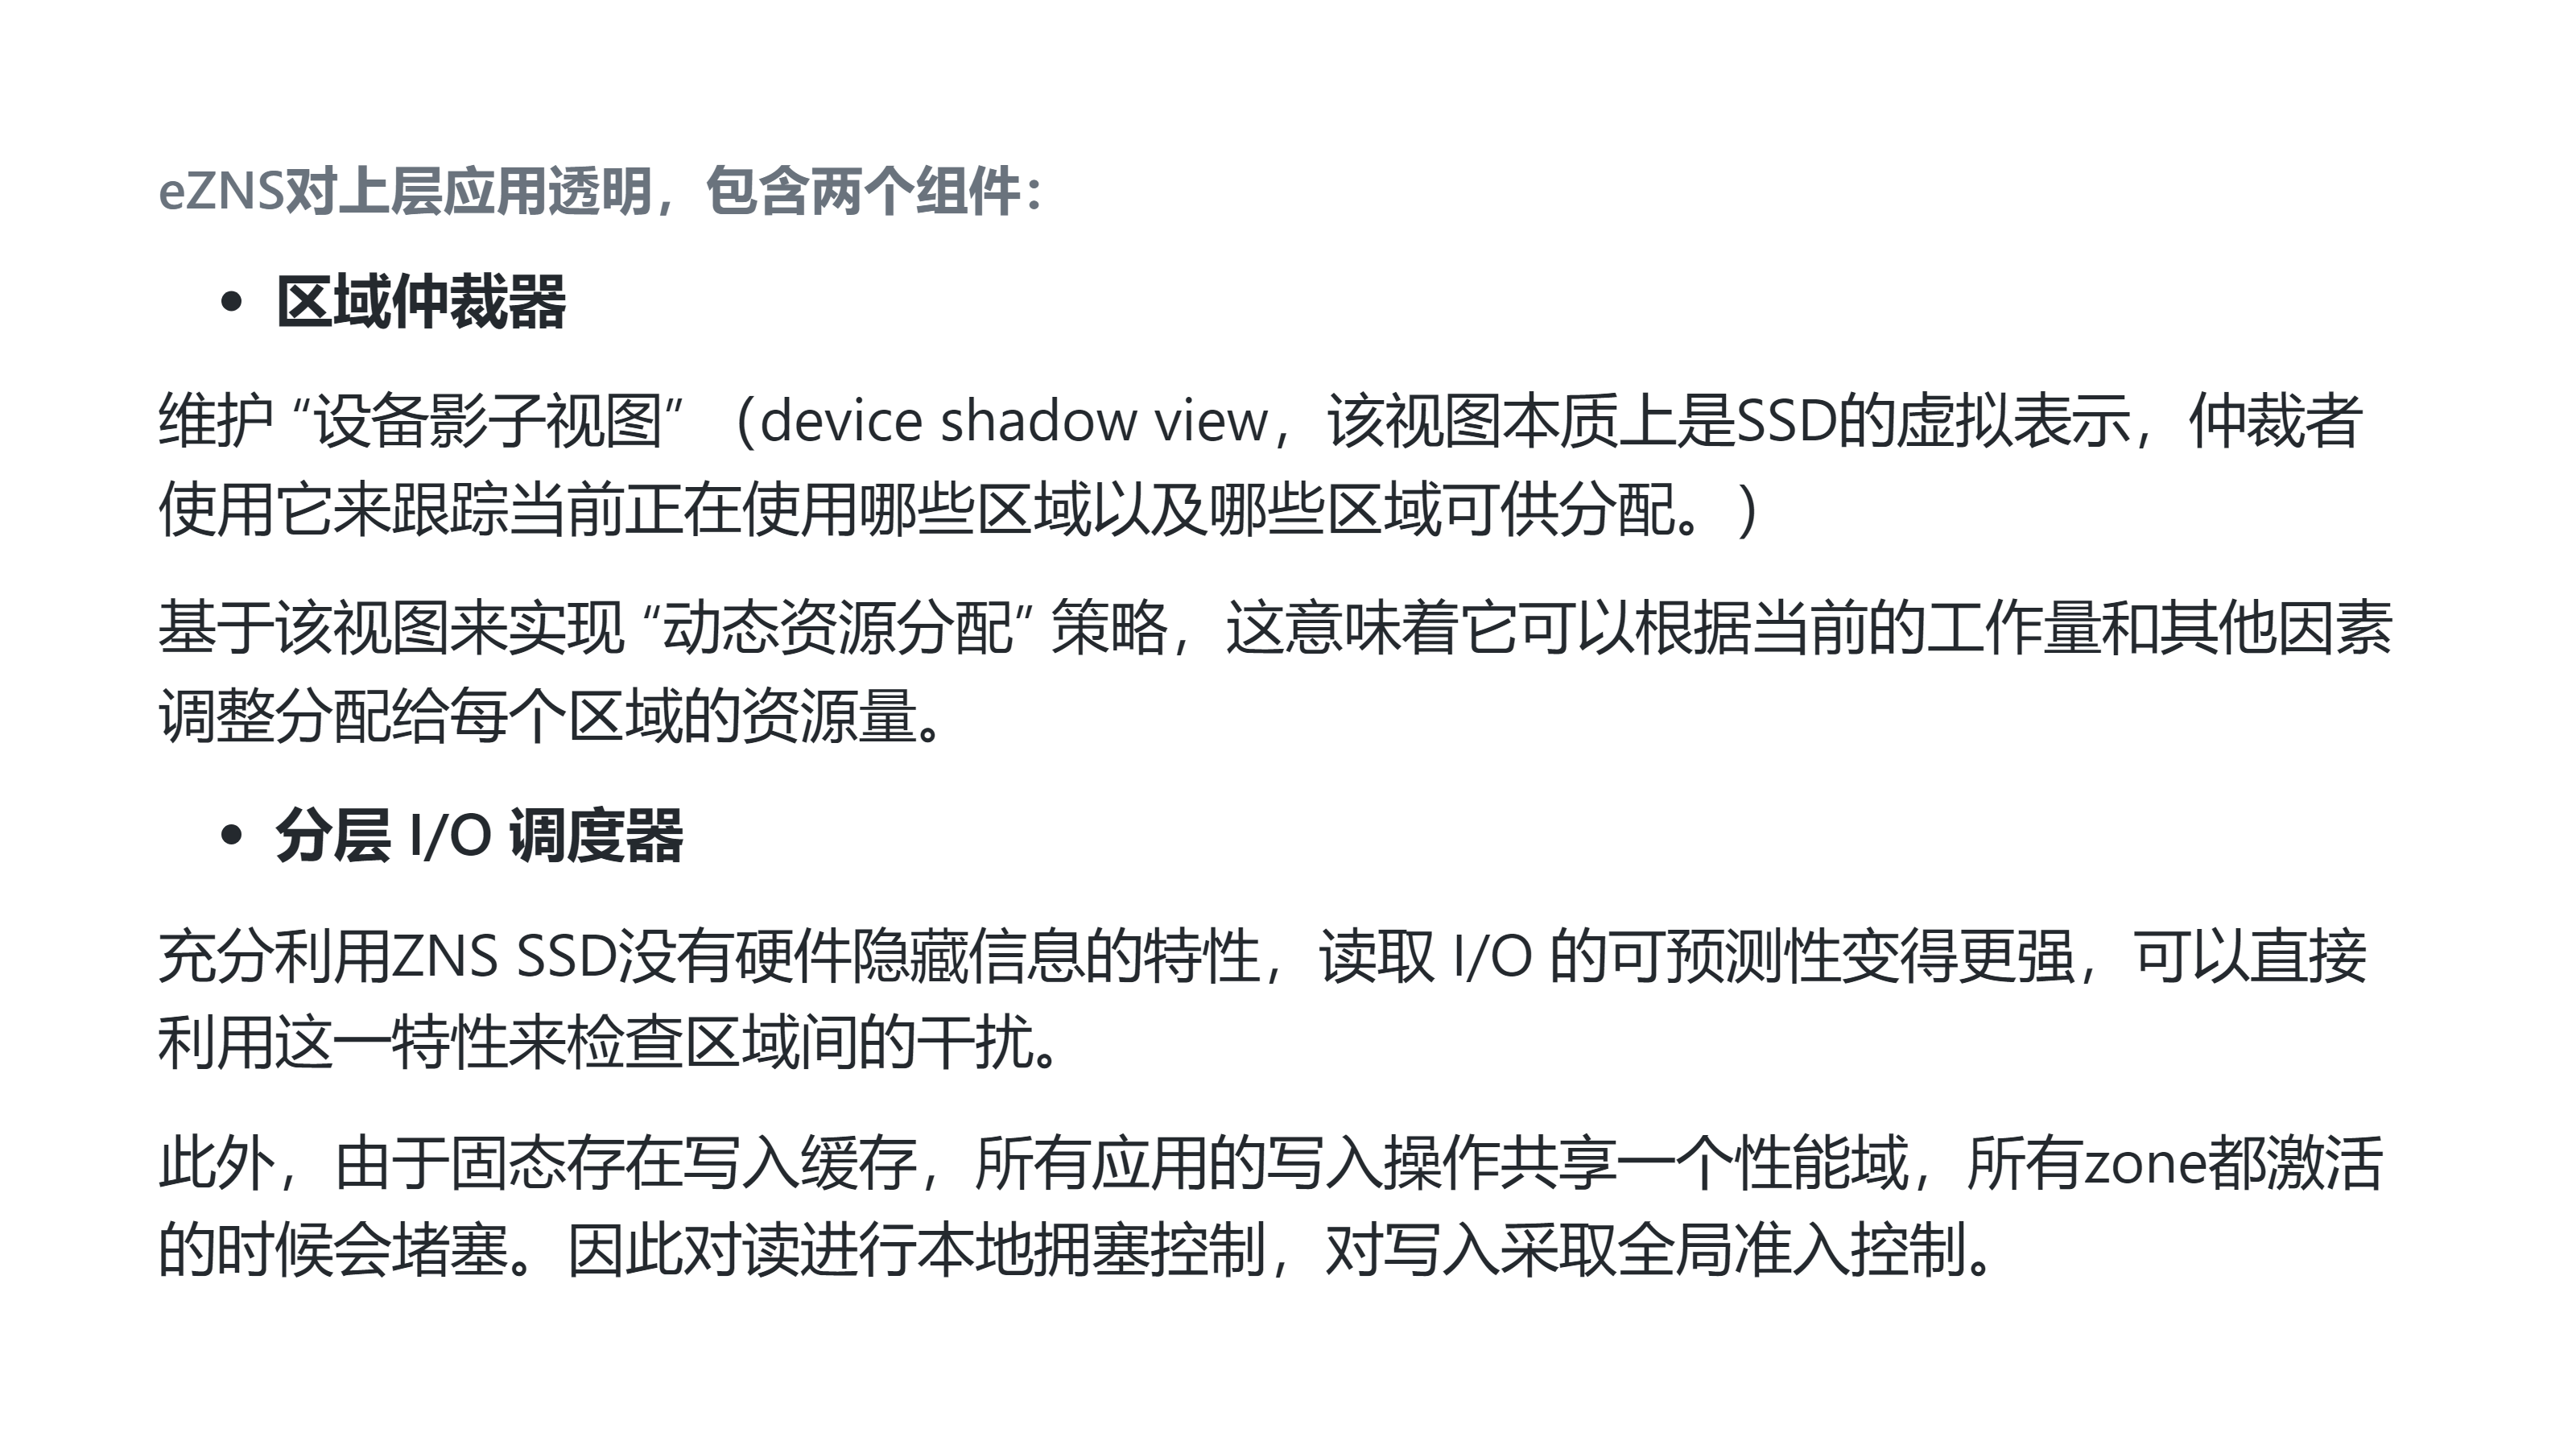 eZNS对上层应用透明，包含两个组件：
• 区域仲裁器
维护 “设备影子视图” （device shadow view，该视图本质上是SSD的虚拟表示，仲裁者
使用它来跟踪当前正在使用哪些区域以及哪些区域可供分配。）
基于该视图来实现 “动态资源分配” 策略，这意味着它可以根据当前的工作量和其他因素
调整分配给每个区域的资源量。
• 分层 I/O 调度器
充分利用ZNS SSD没有硬件隐藏信息的特性，读取 I/O 的可预测性变得更强，可以直接
利用这一特性来检查区域间的干扰。
此外，由于固态存在写入缓存，所有应用的写入操作共享一个性能域，所有zone都激活
的时候会堵塞。因此对读进行本地拥塞控制，对写入采取全局准入控制。